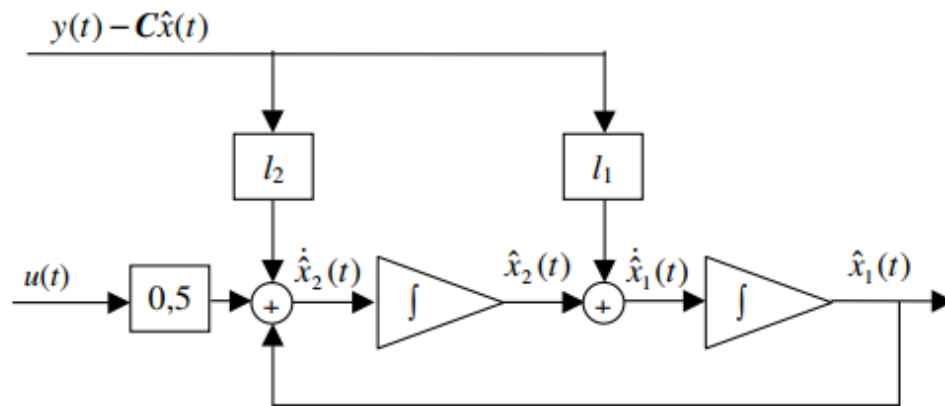 y(t) − Cx̂(t)
l₂
l₁
u(t)
0,5
+
ẋ̂₂(t)
∫
x̂₂(t)
+
ẋ̂₁(t)
∫
x̂₁(t)